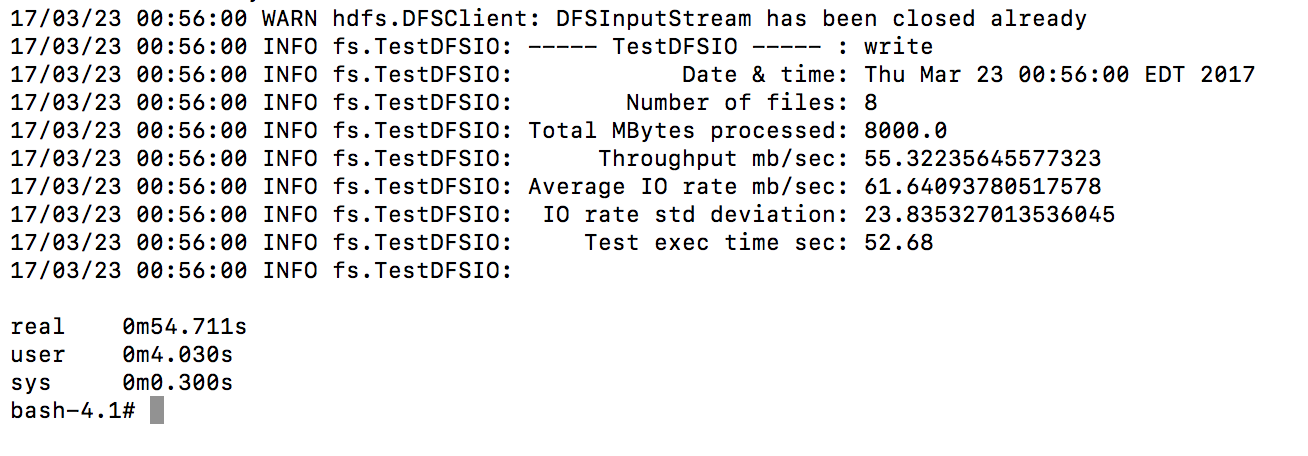 17/03/23 00:56:00 WARN hdfs.DFSClient: DFSInputStream has been closed already
17/03/23 00:56:00 INFO fs.TestDFSIO: ----- TestDFSIO ----- : write
17/03/23 00:56:00 INFO fs.TestDFSIO:            Date & time: Thu Mar 23 00:56:00 EDT 2017
17/03/23 00:56:00 INFO fs.TestDFSIO:        Number of files: 8
17/03/23 00:56:00 INFO fs.TestDFSIO: Total MBytes processed: 8000.0
17/03/23 00:56:00 INFO fs.TestDFSIO:      Throughput mb/sec: 55.32235645577323
17/03/23 00:56:00 INFO fs.TestDFSIO: Average IO rate mb/sec: 61.64093780517578
17/03/23 00:56:00 INFO fs.TestDFSIO:  IO rate std deviation: 23.835327013536045
17/03/23 00:56:00 INFO fs.TestDFSIO:     Test exec time sec: 52.68
17/03/23 00:56:00 INFO fs.TestDFSIO:

real    0m54.711s
user    0m4.030s
sys     0m0.300s
bash-4.1#